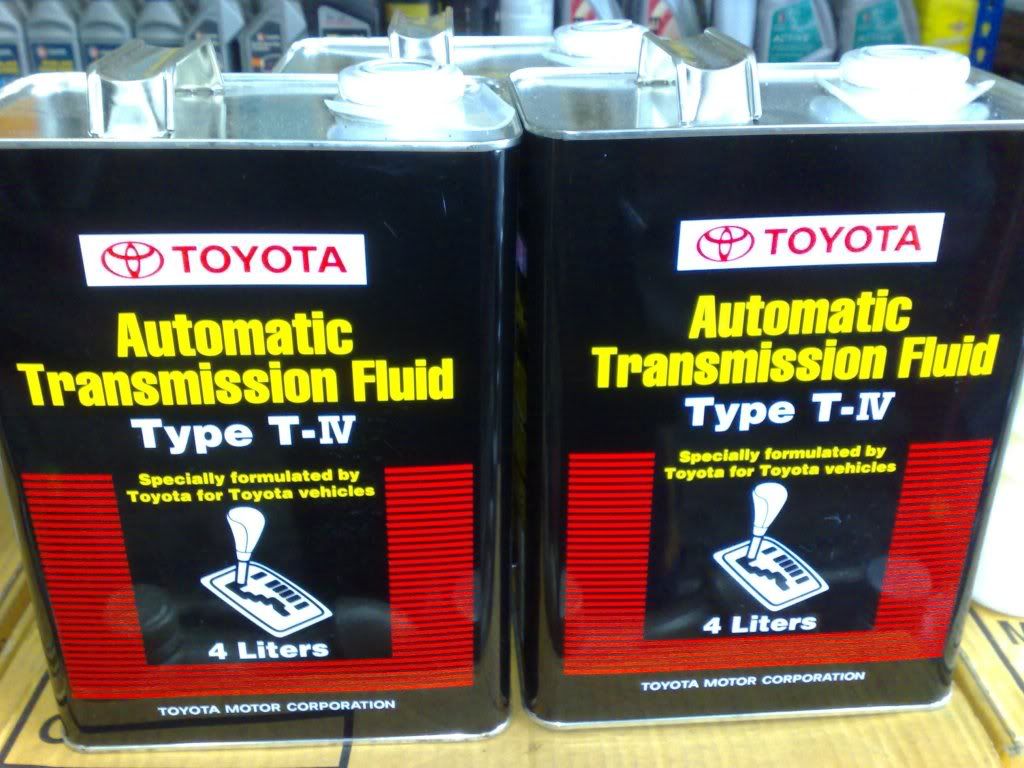 TOYOTA
Automatic
Transmission Fluid
Type T-IV
Specially formulated by
Toyota for Toyota vehicles
4 Liters
TOYOTA MOTOR CORPORATION
TOYOTA
Automatic
Transmission Fluid
Type T-IV
Specially formulated by
Toyota for Toyota vehicles
4 Liters
TOYOTA MOTOR CORPORATION